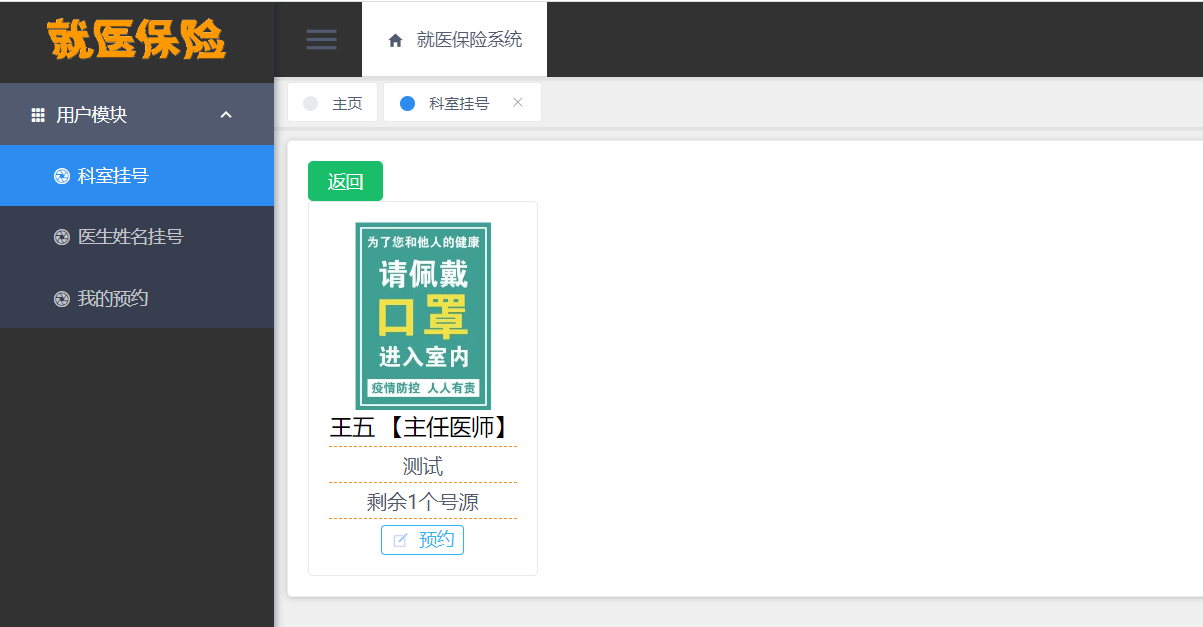 就医保险
就医保险系统
主页
科室挂号
用户模块
科室挂号
医生姓名挂号
我的预约
返回
为了您和他人的健康
请佩戴
口罩
进入室内
疫情防控 人人有责
王五 【主任医师】
测试
剩余1个号源
预约